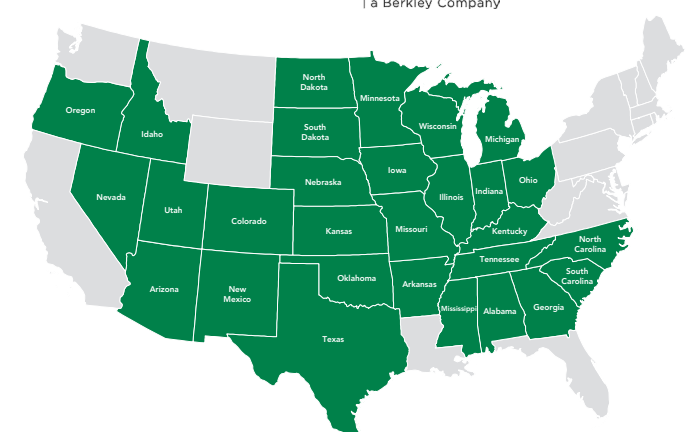 | a Berkley Company
North
Dakota
Minnesota
Oregon
Idaho
South
Dakota
Wisconsin
Michigan
Nevada
Utah
Colorado
Nebraska
Iowa
Illinois
Indiana
Ohio
Kansas
Missouri
Kentucky
North
Carolina
Arizona
New
Mexico
Oklahoma
Arkansas
Tennessee
South
Carolina
Texas
Mississippi
Alabama
Georgia